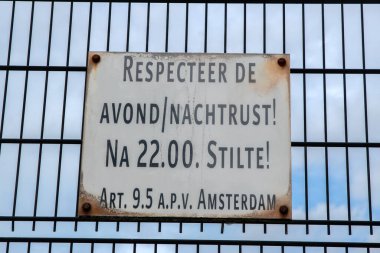 RESPECTEER DE
AVOND/NACHTRUST!
NA 22.00. STILTE!
ART. 9.5 A.P.V. AMSTERDAM